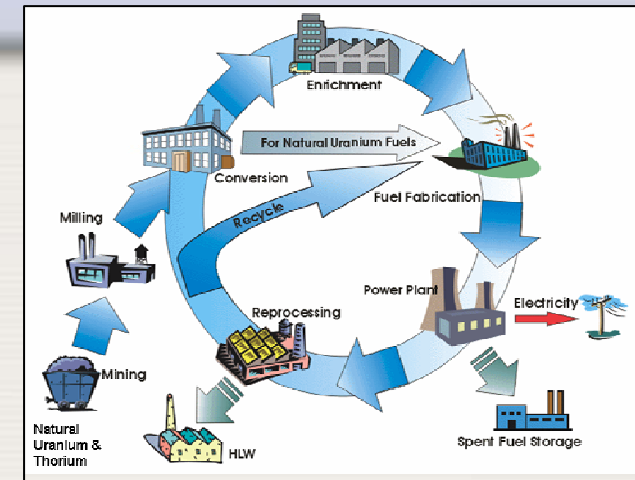 Enrichment
For Natural Uranium Fuels
Conversion
Fuel Fabrication
Recycle
Milling
Power Plant
Electricity
Reprocessing
Mining
Natural
Uranium &
Thorium
HLW
Spent Fuel Storage